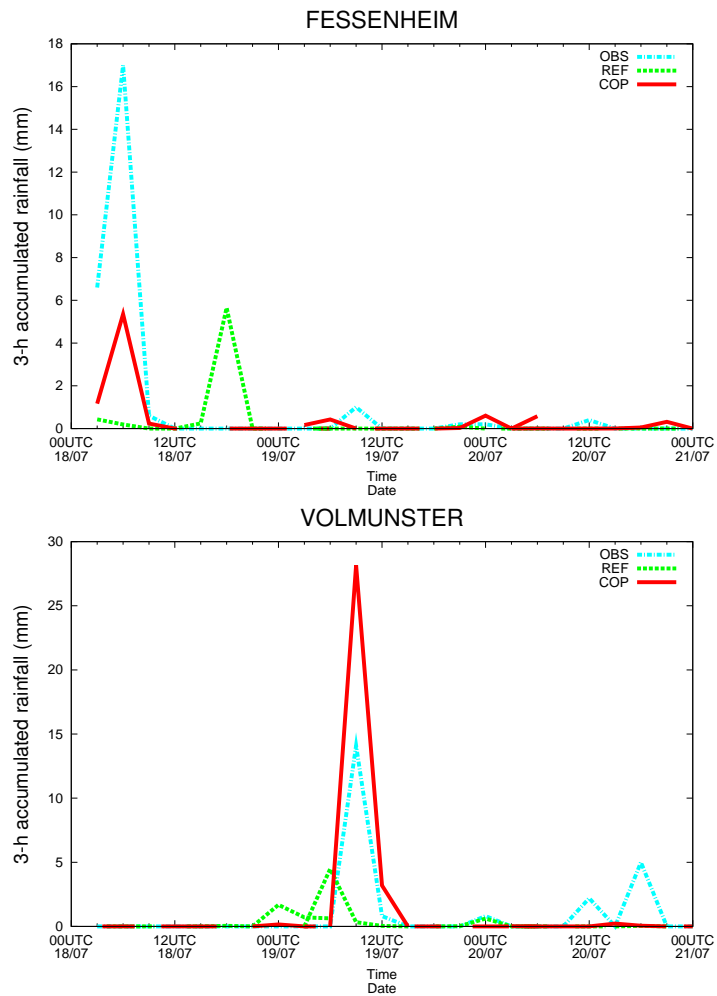 FESSENHEIM
18
16
14
12
10
8
6
4
2
0
3-h accumulated rainfall (mm)
OBS
REF
COP
00UTC 12UTC 00UTC 12UTC 00UTC 12UTC 00UTC
18/07 18/07 19/07 19/07 20/07 20/07 21/07
Time
Date
VOLMUNSTER
30
25
20
15
10
5
0
3-h accumulated rainfall (mm)
OBS
REF
COP
00UTC 12UTC 00UTC 12UTC 00UTC 12UTC 00UTC
18/07 18/07 19/07 19/07 20/07 20/07 21/07
Time
Date